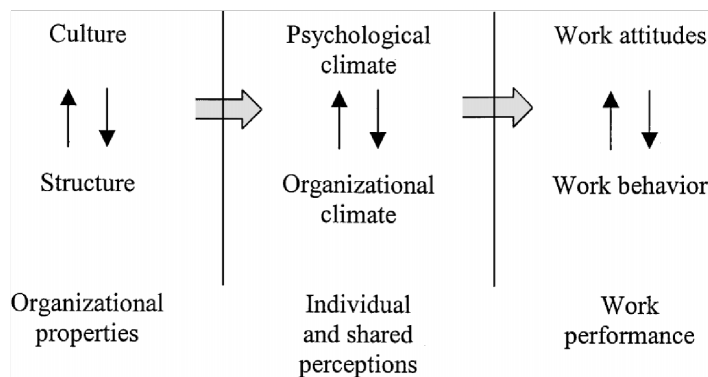 Culture
Structure
Organizational
properties
Psychological
climate
Organizational
climate
Individual
and shared
perceptions
Work attitudes
Work behavior
Work
performance